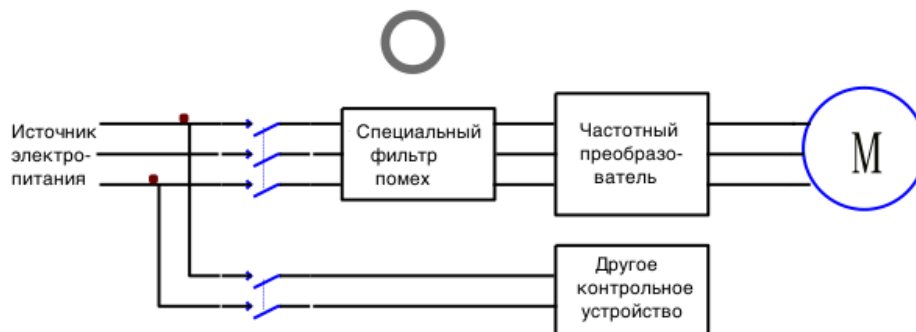 Источник
электро-
питания
Специальный
фильтр
помех
Частотный
преобразо-
ватель
M
Другое
контрольное
устройство